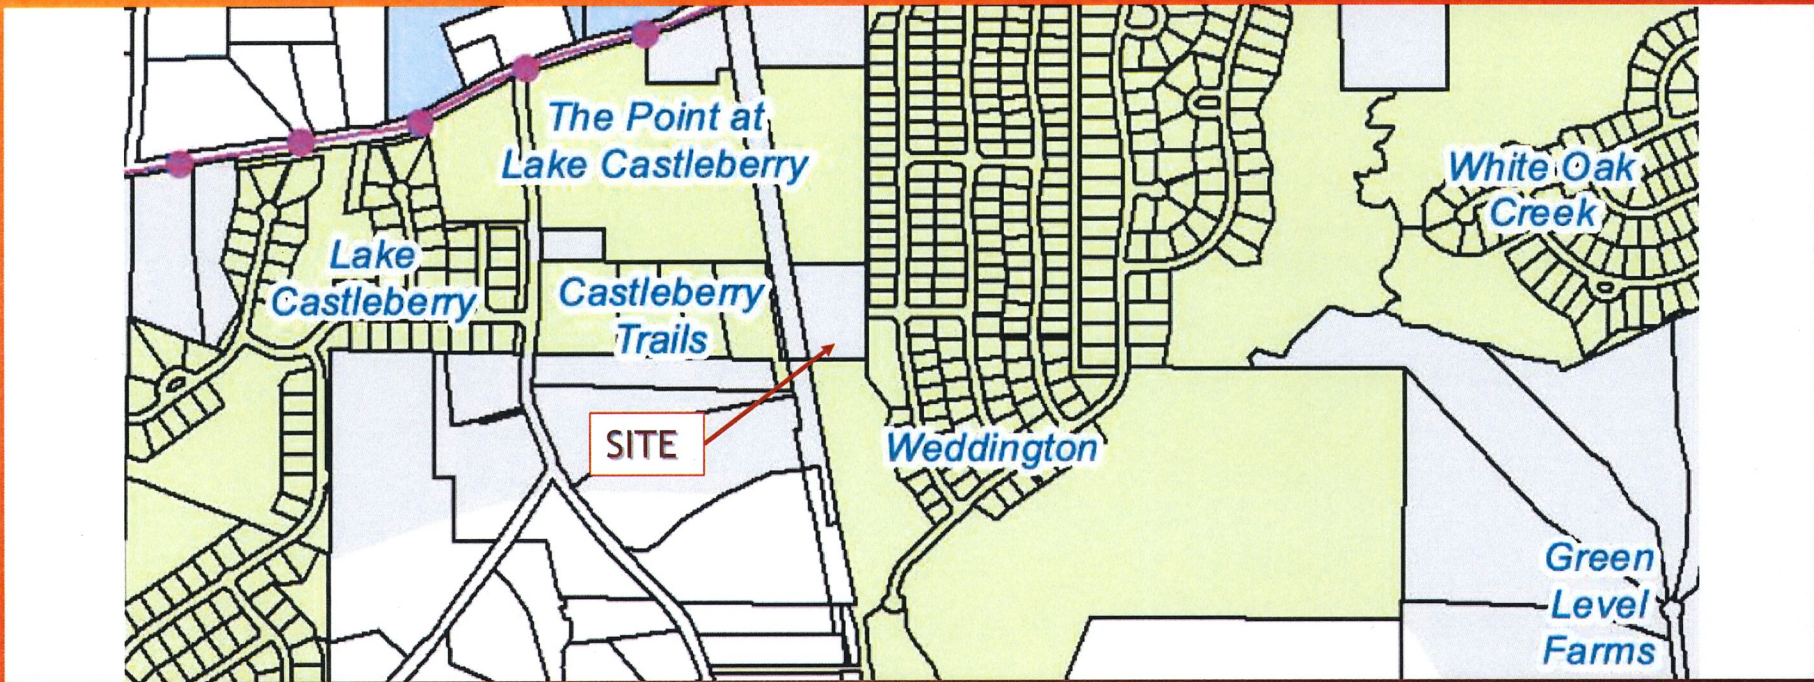 The Point at
Lake Castleberry
White Oak
Creek
Lake
Castleberry
Castleberry
Trails
SITE
Weddington
Green
Level
Farms